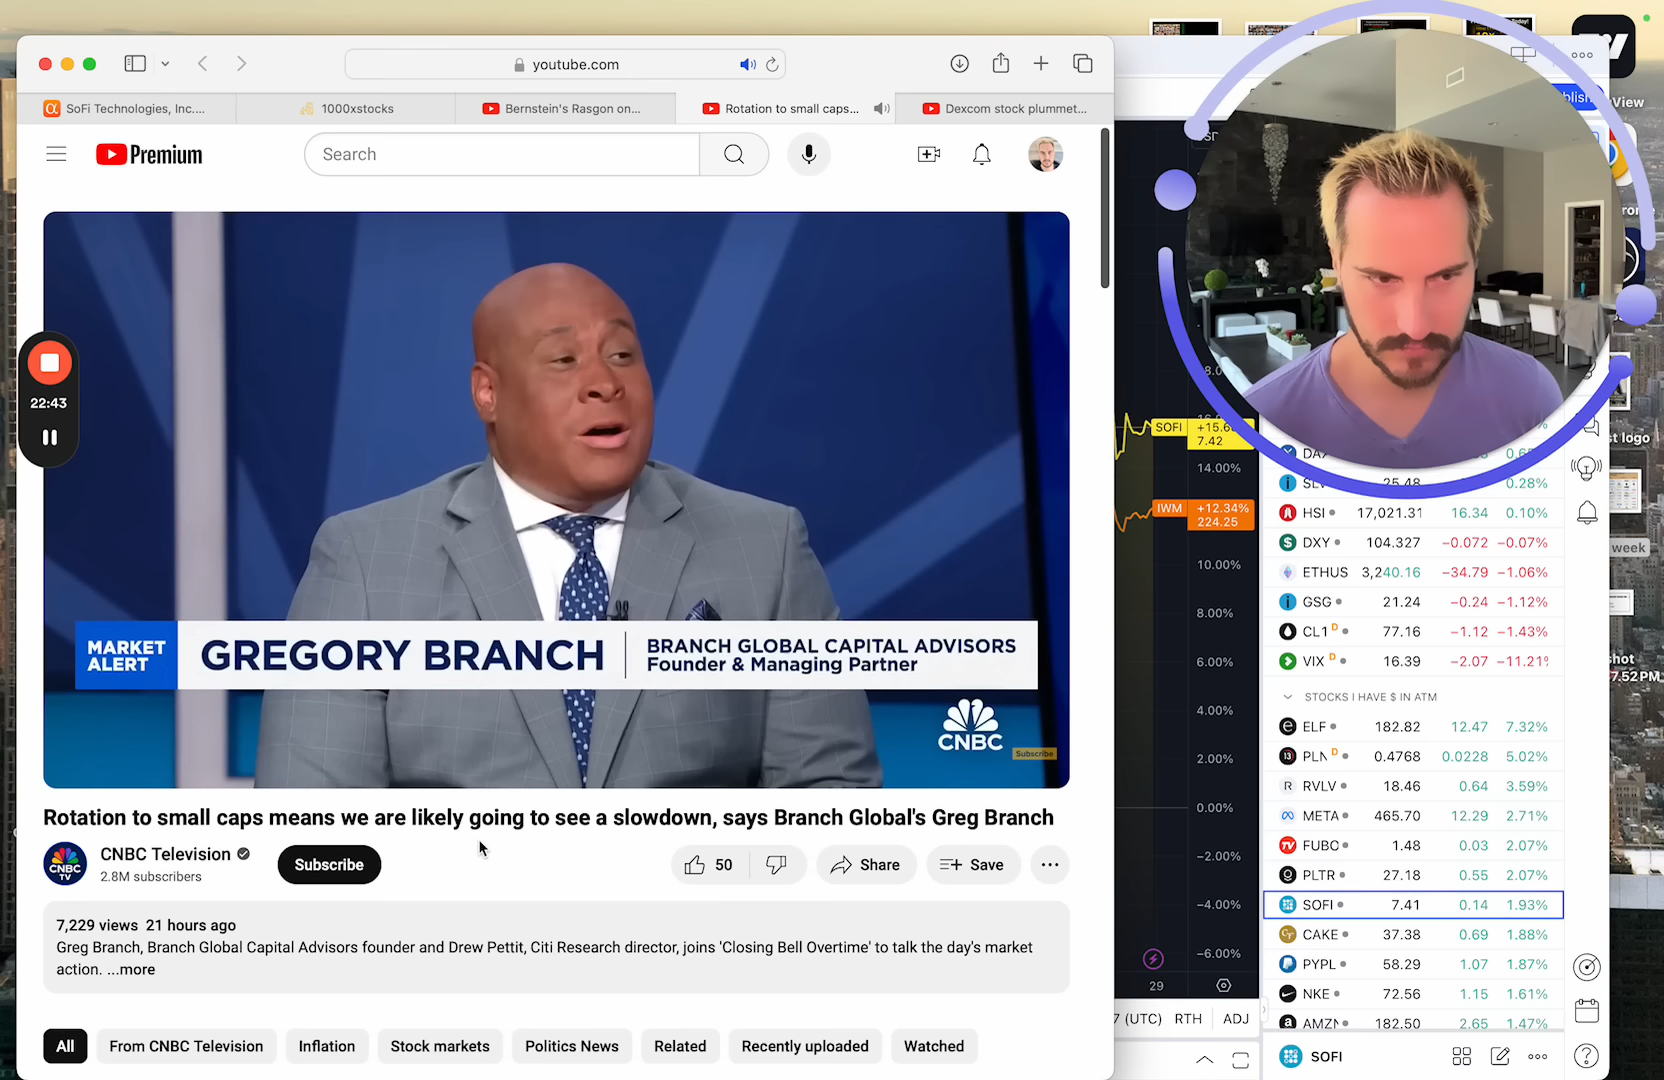 youtube.com
SoFi Technologies, Inc....
1000xstocks
Bernstein's Rasgon on...
Rotation to small caps...
Dexcom stock plummet...
Premium
Search
22:43
MARKET ALERT
GREGORY BRANCH
BRANCH GLOBAL CAPITAL ADVISORS
Founder & Managing Partner
CNBC
Subscribe
Rotation to small caps means we are likely going to see a slowdown, says Branch Global's Greg Branch
CNBC TV
CNBC Television
2.8M subscribers
Subscribe
50
Share
Save
7,229 views 21 hours ago
Greg Branch, Branch Global Capital Advisors founder and Drew Pettit, Citi Research director, joins 'Closing Bell Overtime' to talk the day's market
action. ...more
All
From CNBC Television
Inflation
Stock markets
Politics News
Related
Recently uploaded
Watched
View
SOFI
7.42
14.00%
IWM +12.34%
224.25
10.00%
8.00%
6.00%
4.00%
2.00%
0.00%
−2.00%
−4.00%
−6.00%
29
(UTC) RTH ADJ
25.48 0.28%
HSI 17,021.31 16.34 0.10%
DXY 104.327 −0.072 −0.07%
ETHUS 3,240.16 −34.79 −1.06%
GSG 21.24 −0.24 −1.12%
CL1 D 77.16 −1.12 −1.43%
VIX D 16.39 −2.07 −11.21%
STOCKS I HAVE $ IN ATM
ELF 182.82 12.47 7.32%
PLN D 0.4768 0.0228 5.02%
RVLV 18.46 0.64 3.59%
META 465.70 12.29 2.71%
FUBO 1.48 0.03 2.07%
PLTR 27.18 0.55 2.07%
SOFI 7.41 0.14 1.93%
CAKE 37.38 0.69 1.88%
PYPL 58.29 1.07 1.87%
NKE 72.56 1.15 1.61%
AMZN 182.50 2.65 1.47%
SOFI
week